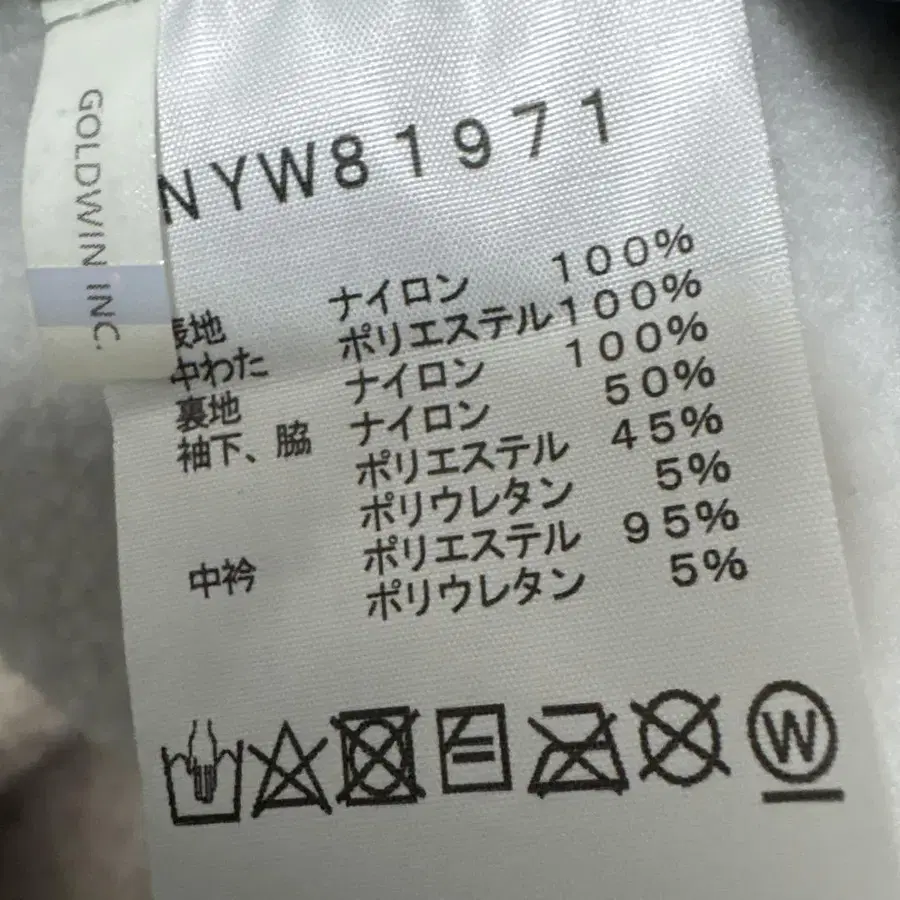 GOLDWIN INC.
NYW81971
表地 ナイロン 100%
中わた ポリエステル 100%
裏地 ナイロン 100%
袖下、脇 ナイロン 50%
ポリエステル 45%
ポリウレタン 5%
中衿 ポリエステル 95%
ポリウレタン 5%
W